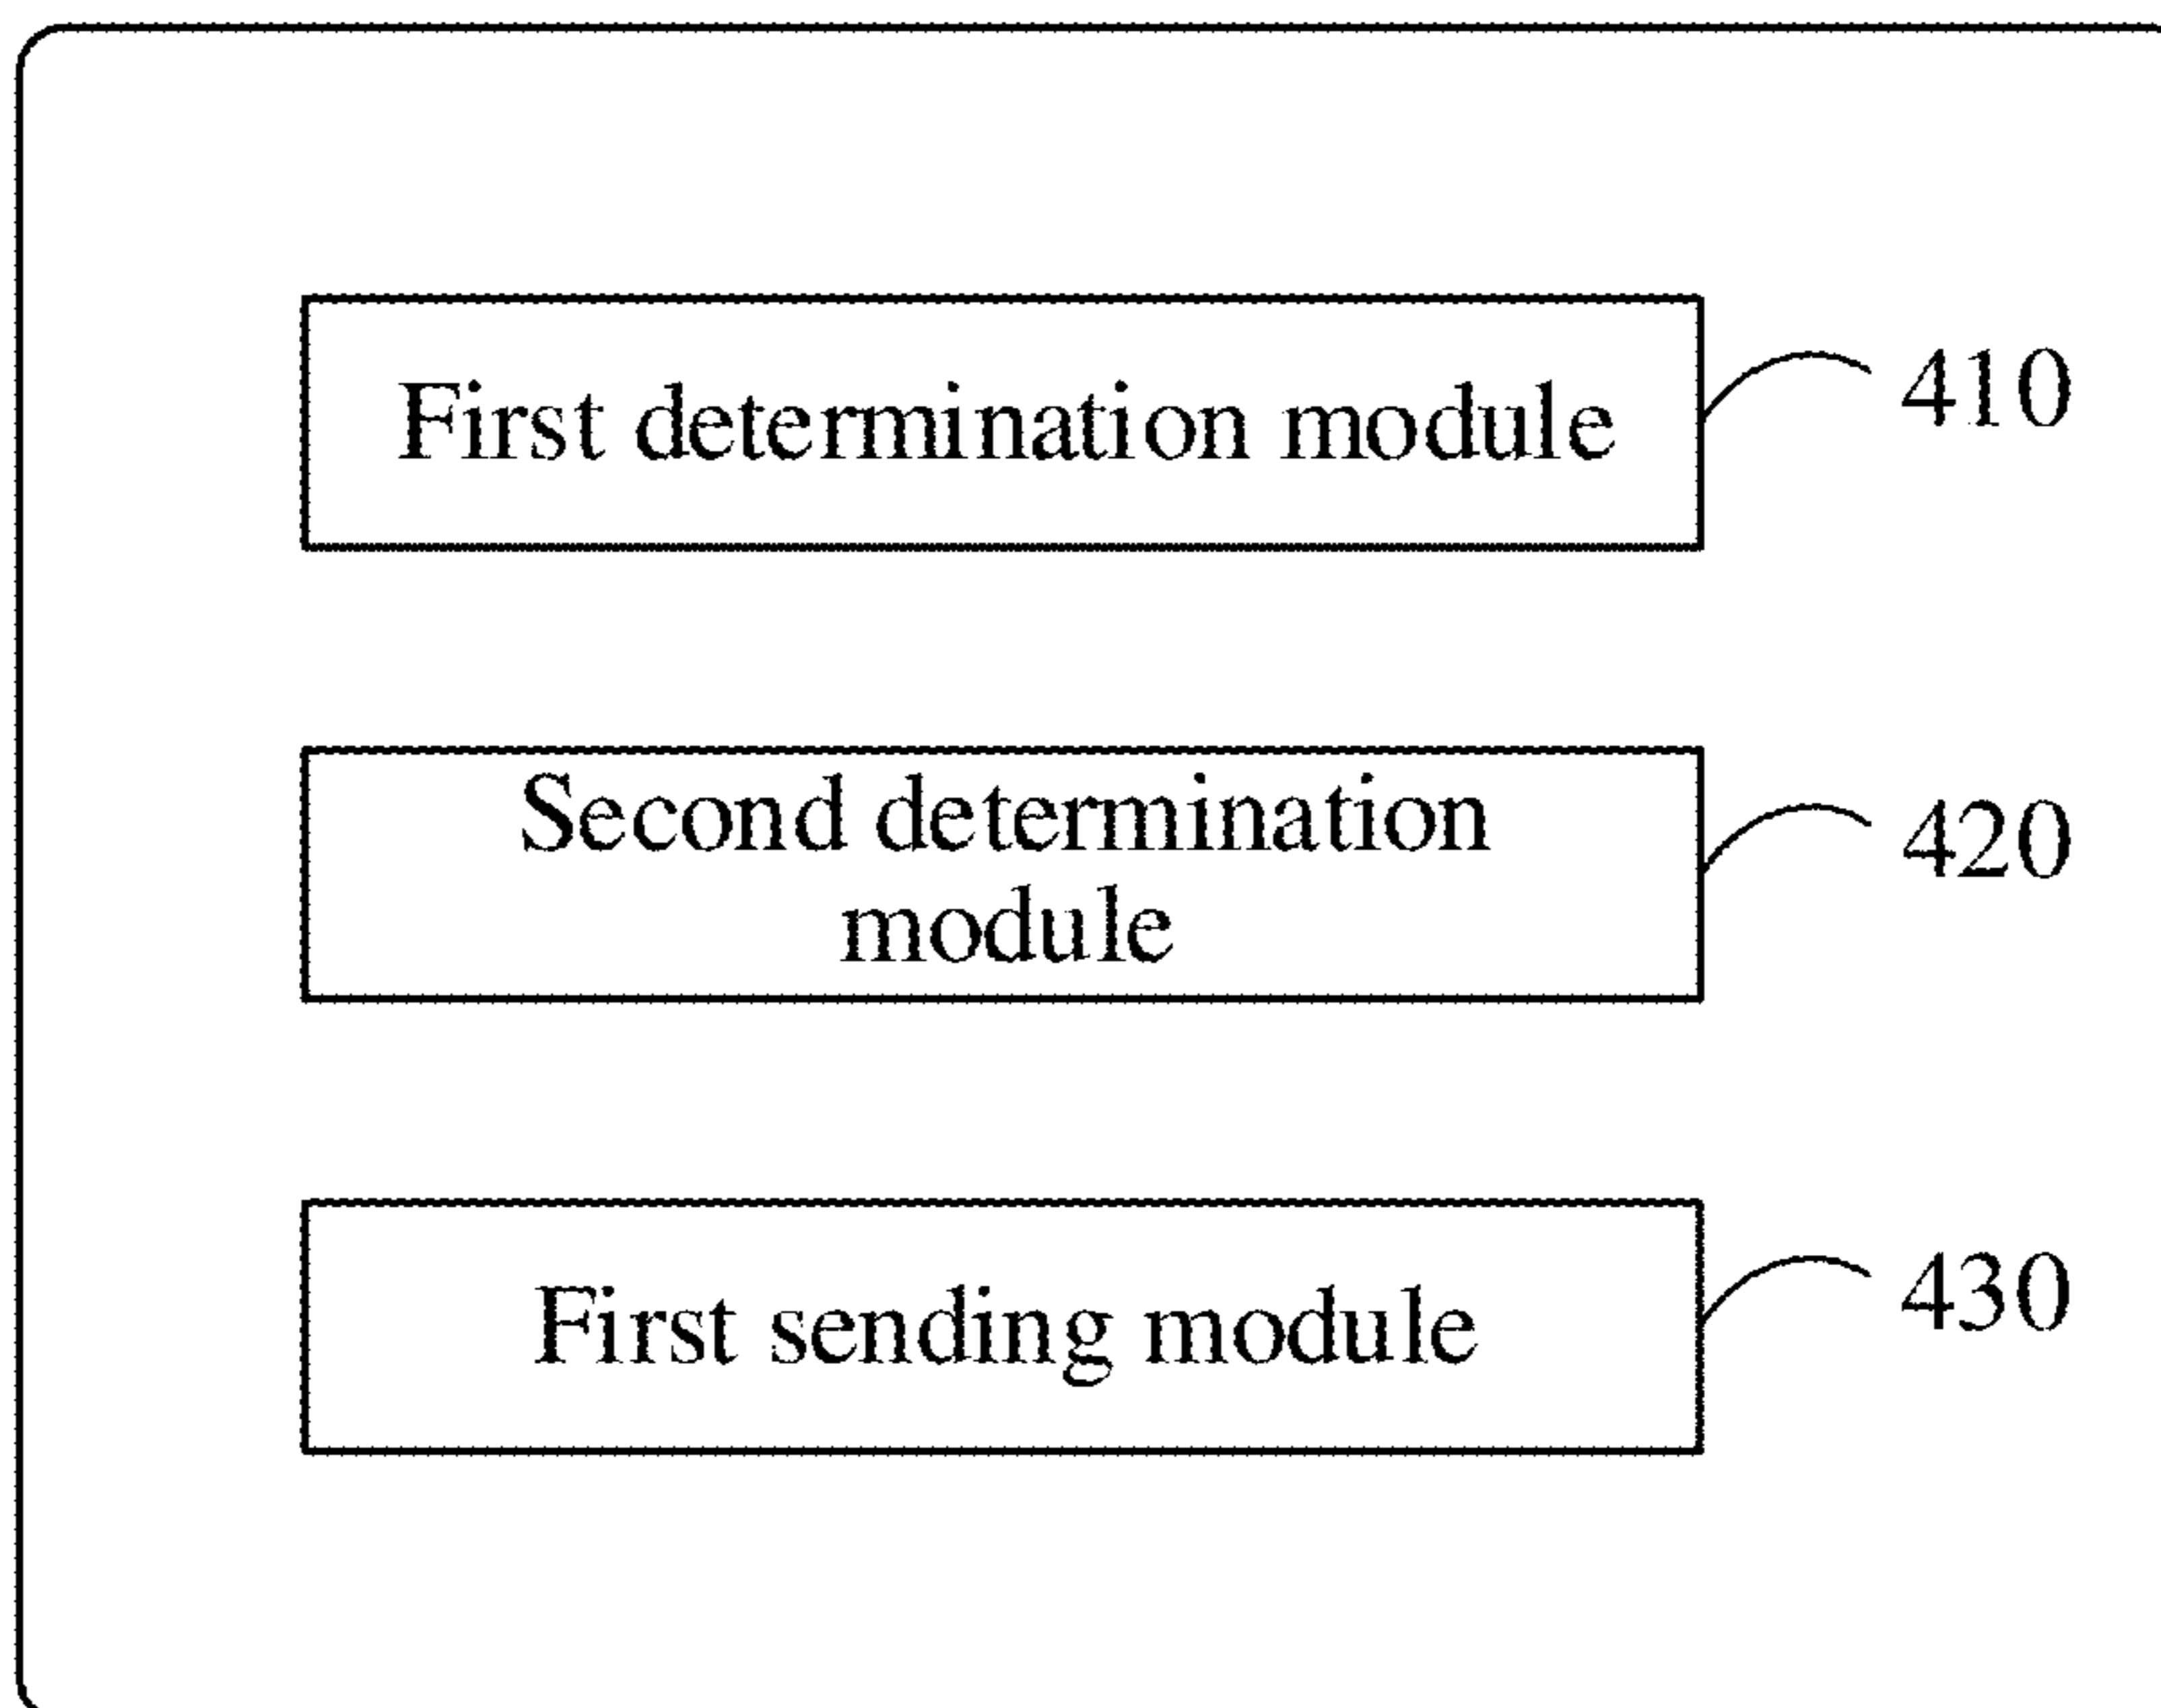 First determination module
410
Second determination
module
420
First sending module
430